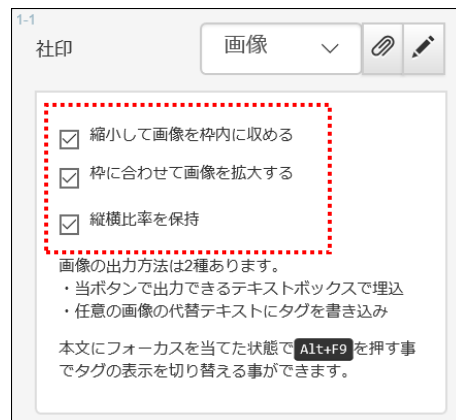 1-1
社印
画像
縮小して画像を枠内に収める
枠に合わせて画像を拡大する
縦横比率を保持
画像の出力方法は2種あります。
・当ボタンで出力できるテキストボックスで埋込
・任意の画像の代替テキストにタグを書き込み
本文にフォーカスを当てた状態で Alt+F9 を押す事
でタグの表示を切り替える事ができます。